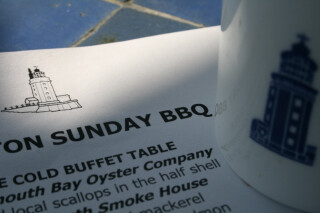 TON SUNDAY BBQ
E COLD BUFFET TABLE
mouth Bay Oyster Company
local scallops in the half shell
th Smoke House
mackerel